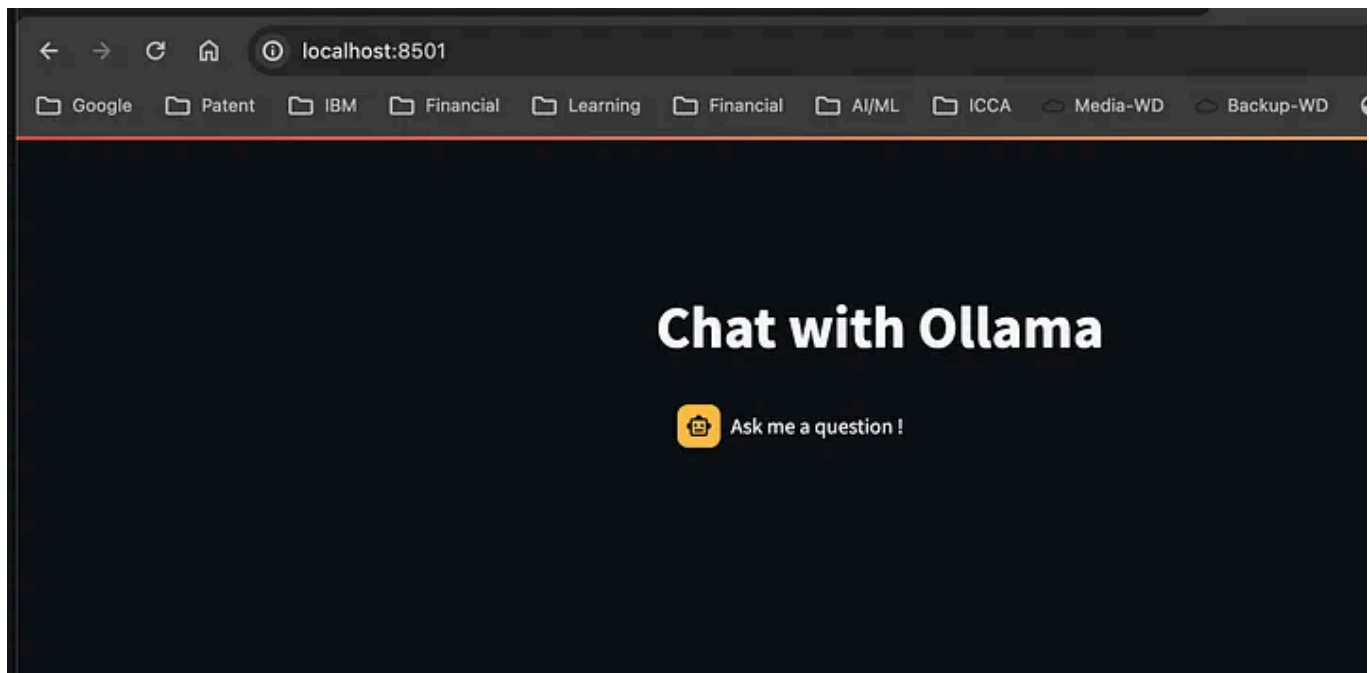 localhost:8501
Google Patent IBM Financial Learning Financial AI/ML ICCA Media-WD Backup-WD
Chat with Ollama
Ask me a question !